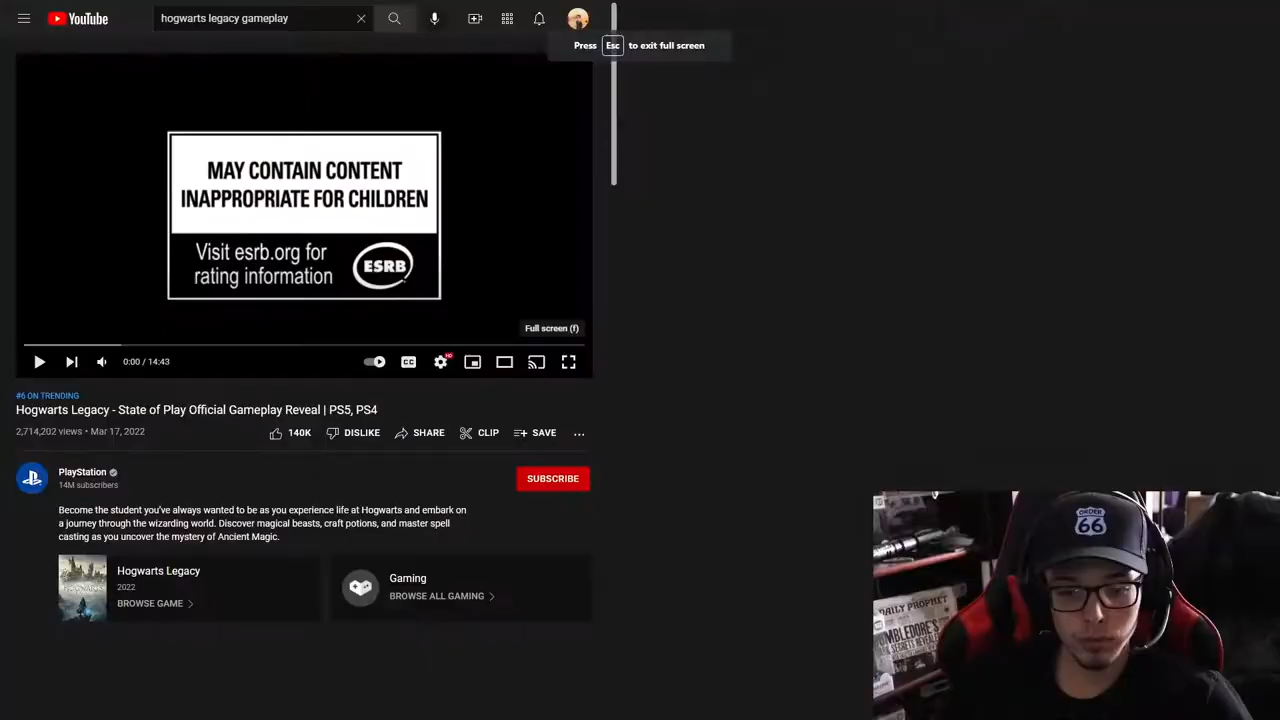 YouTube
hogwarts legacy gameplay
Press Esc to exit full screen
MAY CONTAIN CONTENT
INAPPROPRIATE FOR CHILDREN
Visit esrb.org for
rating information
ESRB
Full screen (f)
0:00 / 14:43
CC
HD
#6 ON TRENDING
Hogwarts Legacy - State of Play Official Gameplay Reveal | PS5, PS4
2,714,202 views • Mar 17, 2022
140K
DISLIKE
SHARE
CLIP
SAVE
PlayStation
14M subscribers
SUBSCRIBE
Become the student you've always wanted to be as you experience life at Hogwarts and embark on
a journey through the wizarding world. Discover magical beasts, craft potions, and master spell
casting as you uncover the mystery of Ancient Magic.
Hogwarts Legacy
2022
BROWSE GAME
Gaming
BROWSE ALL GAMING
ORDER
66
DAILY PROPHET